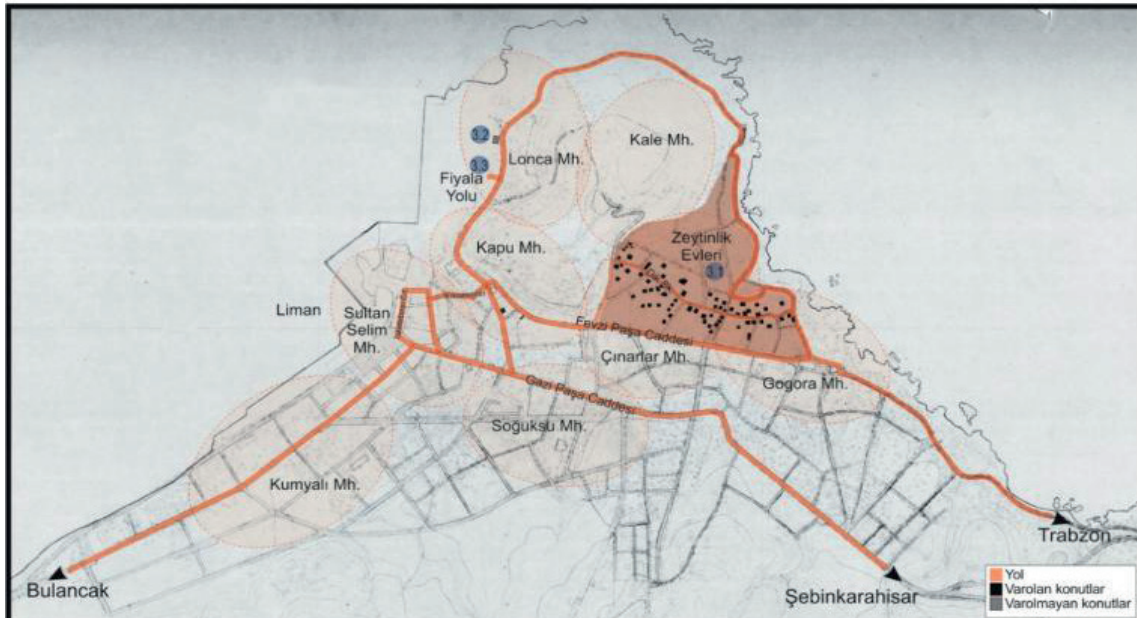 3.2
Lonca Mh.
Kale Mh.
3.3
Fiyala
Yolu
Kapu Mh.
Zeytinlik
Evleri
3.1
Liman
Sultan
Selim
Mh.
Fevzi Paşa Caddesi
Çınarlar Mh.
Gazi Paşa Caddesi
Gogora Mh.
Soğuksu Mh.
Kumyalı Mh.
Trabzon
Bulancak
Şebinkarahisar
Yol
Varolan konutlar
Varolmayan konutlar